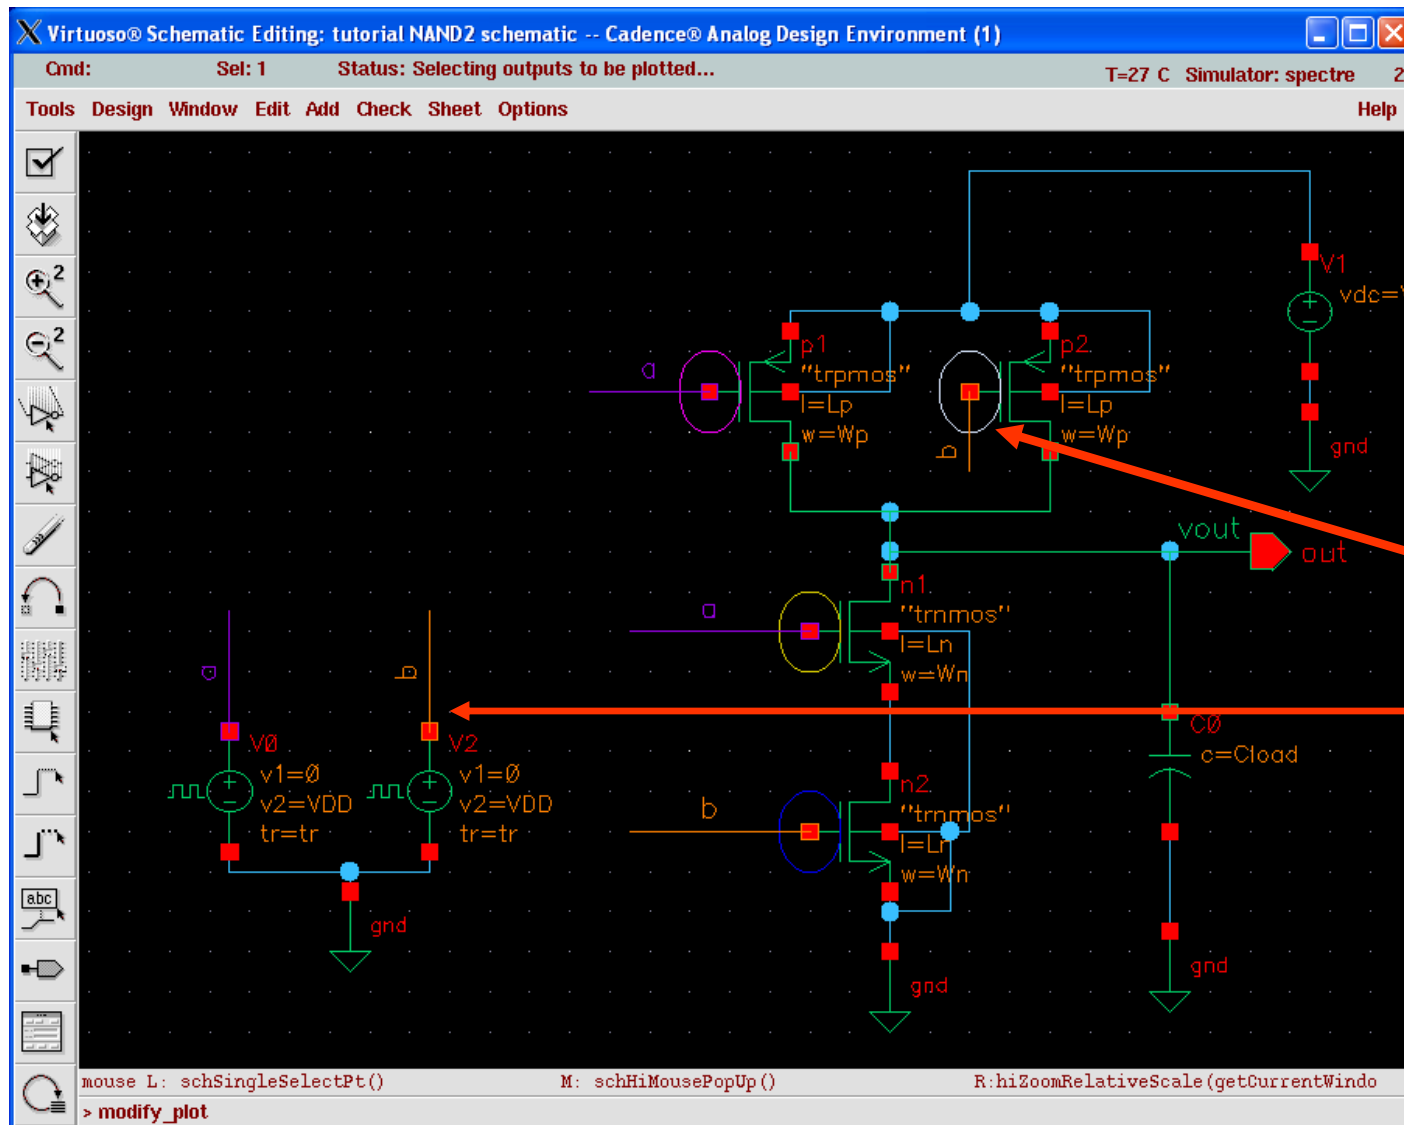 Virtuoso® Schematic Editing: tutorial NAND2 schematic -- Cadence® Analog Design Environment (1)
Cmd: Sel: 1 Status: Selecting outputs to be plotted... T=27 C Simulator: spectre 2
Tools Design Window Edit Add Check Sheet Options Help
2
2
abc
V1
vdc=
gnd
a
p1
"trpmos"
l=Lp
w=Wp
b
p2
"trpmos"
l=Lp
w=Wp
vout
out
a
n1
"trnmos"
l=Ln
w=Wn
b
n2
"trnmos"
l=Ln
w=Wn
gnd
C0
c=Cload
gnd
a
V0
v1=0
v2=VDD
tr=tr
b
V2
v1=0
v2=VDD
tr=tr
gnd
mouse L: schSingleSelectPt() M: schHiMousePopUp() R:hiZoomRelativeScale(getCurrentWindo
> modify_plot